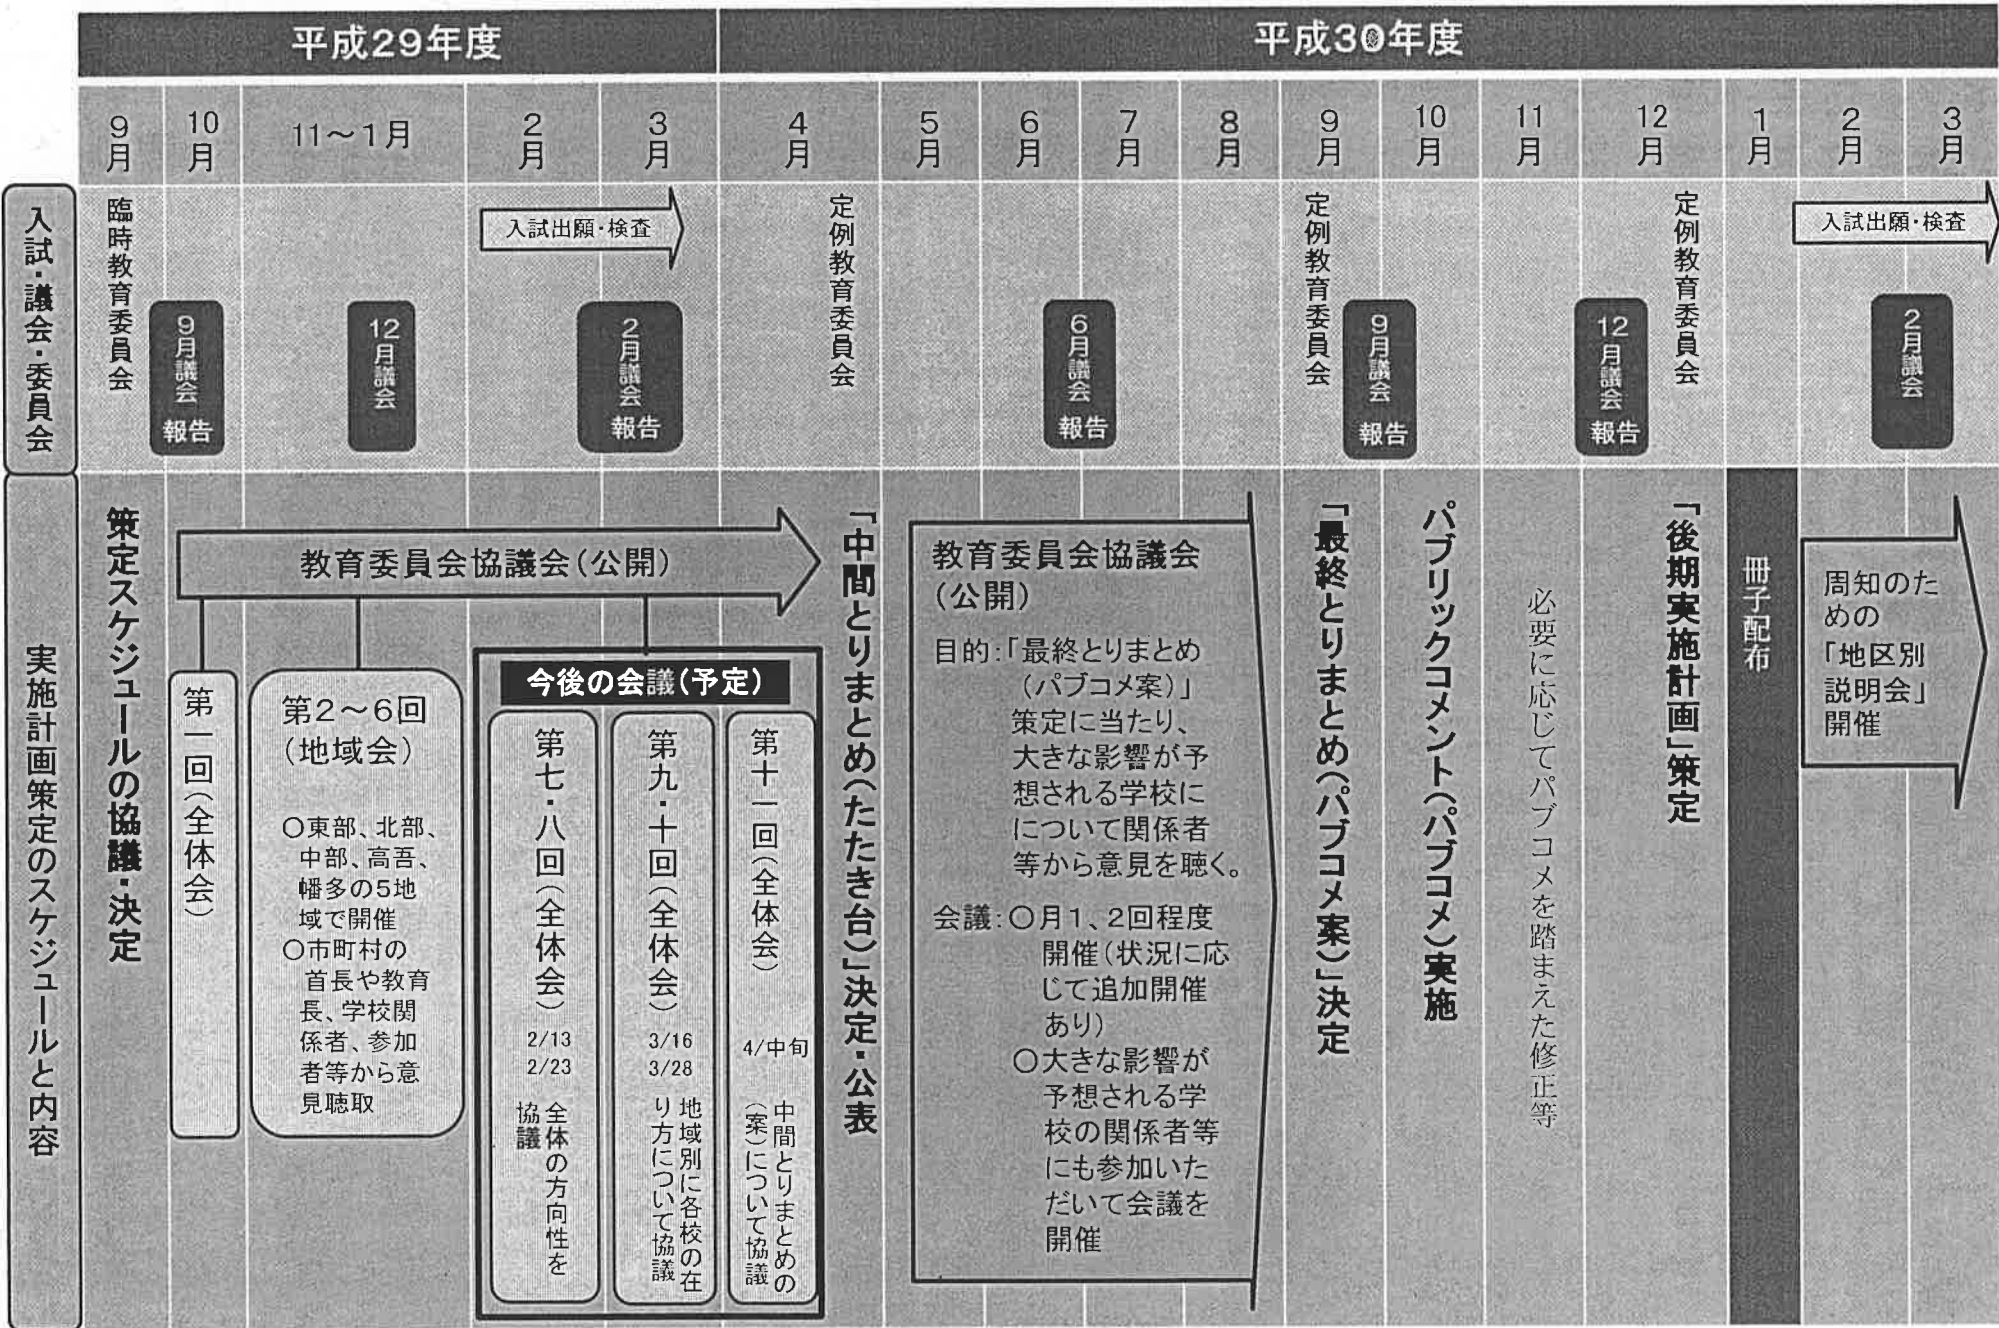 平成29年度
平成30年度
9月
10月
11～1月
2月
3月
4月
5月
6月
7月
8月
9月
10月
11月
12月
1月
2月
3月
入試・議会・委員会
臨時教育委員会
9月議会
報告
12月議会
入試出願・検査
2月議会
報告
定例教育委員会
6月議会
報告
定例教育委員会
9月議会
報告
12月議会
報告
定例教育委員会
入試出願・検査
2月議会
実施計画策定のスケジュールと内容
策定スケジュールの協議・決定
教育委員会協議会(公開)
第一回(全体会)
第2～6回
(地域会)
〇東部、北部、
中部、高吾、
幡多の5地
域で開催
〇市町村の
首長や教育
長、学校関
係者、参加
者等から意
見聴取
今後の会議(予定)
第七・八回(全体会)
2/13
2/23
全体の方向性を
協議
第九・十回(全体会)
3/16
3/28
地域別に各校の在
り方について協議
第十一回(全体会)
4/中旬
中間とりまとめの
(案)について協議
「中間とりまとめ(たたき台)」決定・公表
教育委員会協議会
(公開)
目的:「最終とりまとめ
(パブコメ案)」
策定に当たり、
大きな影響が予
想される学校に
について関係者
等から意見を聴く。
会議:〇月1、2回程度
開催(状況に応
じて追加開催
あり)
〇大きな影響が
予想される学
校の関係者等
にも参加いた
だいて会議を
開催
「最終とりまとめ(パブコメ案)」決定
パブリックコメント(パブコメ)実施
必要に応じてパブコメを踏まえた修正等
「後期実施計画」策定
冊子配布
周知のた
めの
「地区別
説明会」
開催